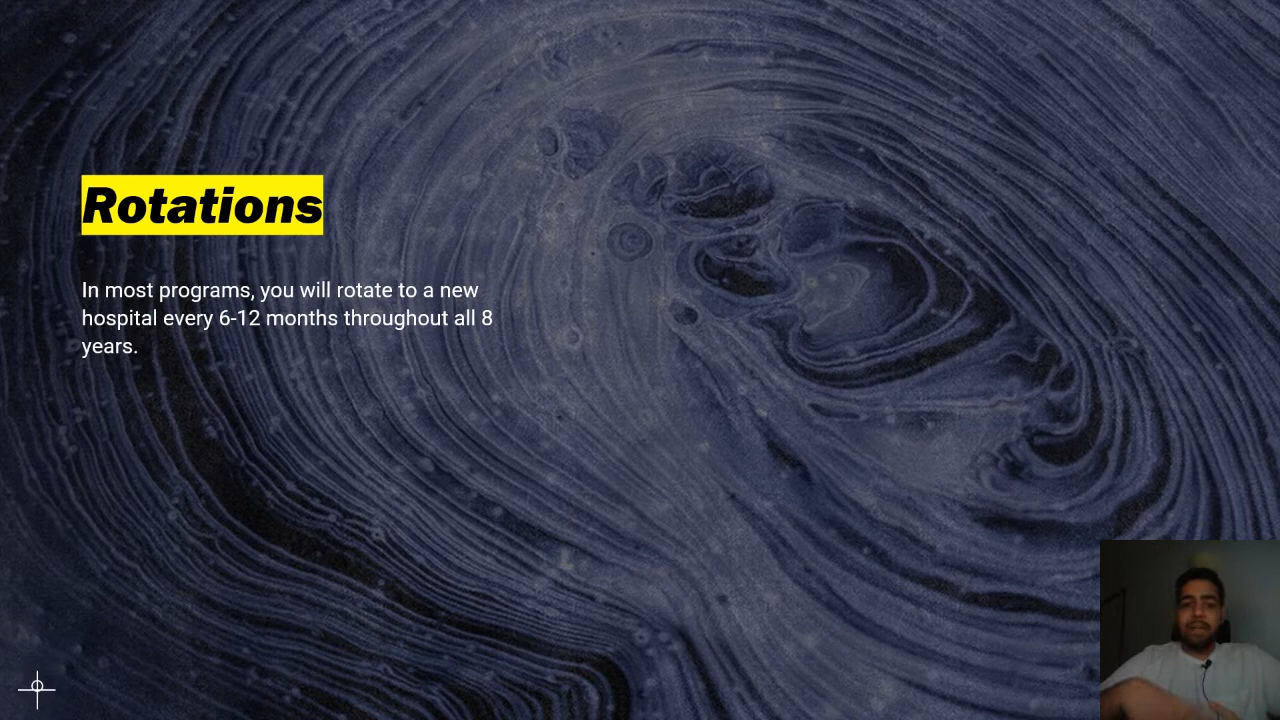 Rotations
In most programs, you will rotate to a new
hospital every 6-12 months throughout all 8
years.